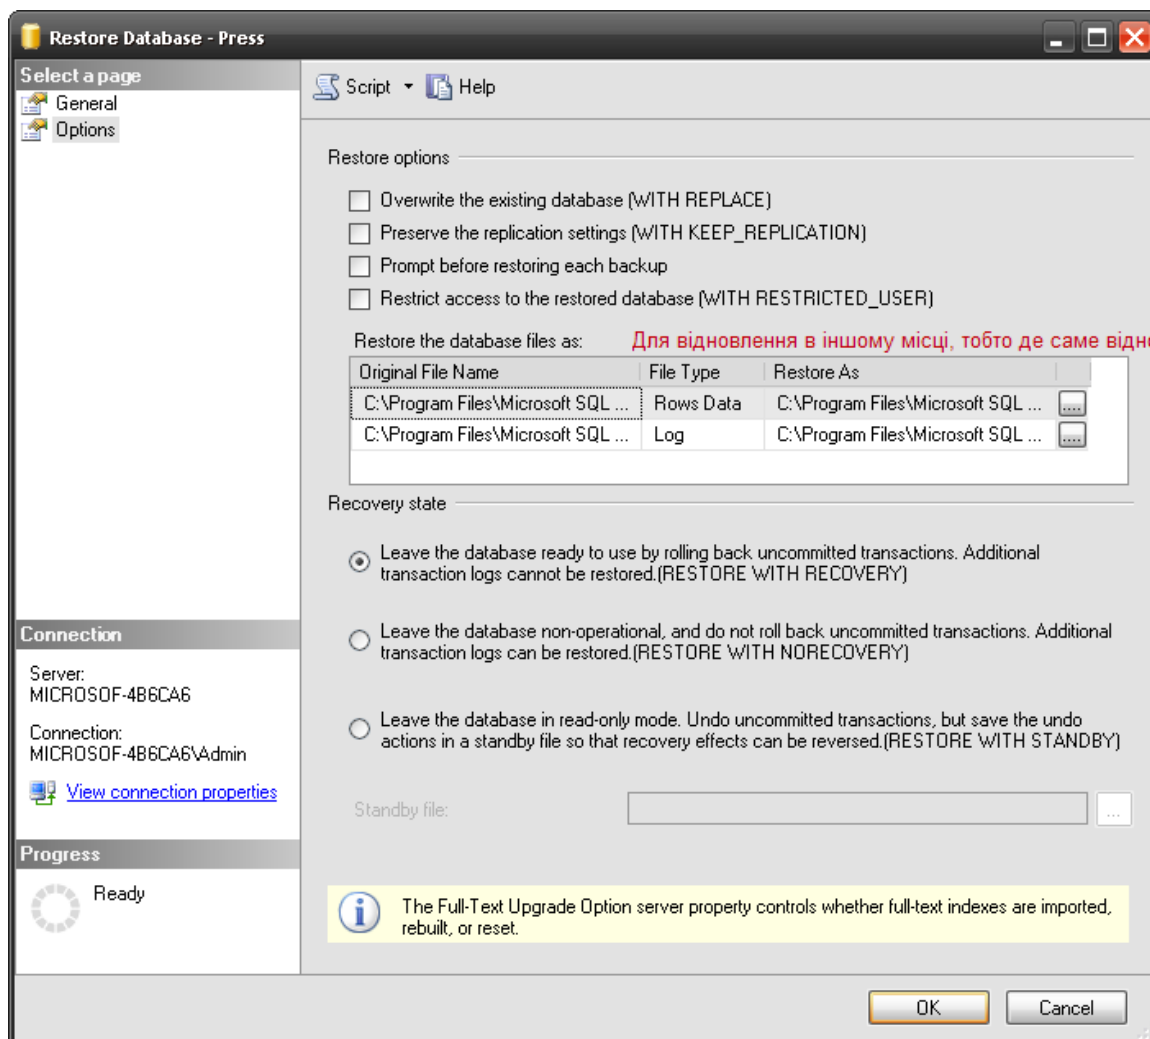 Restore Database - Press
Select a page
General
Options
Script
Help
Restore options
Overwrite the existing database (WITH REPLACE)
Preserve the replication settings (WITH KEEP_REPLICATION)
Prompt before restoring each backup
Restrict access to the restored database (WITH RESTRICTED_USER)
Restore the database files as:
Для відновлення в іншому місці, тобто де саме
Original File Name File Type Restore As
C:\Program Files\Microsoft SQL ... Rows Data C:\Program Files\Microsoft SQL ... ....
C:\Program Files\Microsoft SQL ... Log C:\Program Files\Microsoft SQL ... ....
Recovery state
Leave the database ready to use by rolling back uncommitted transactions. Additional
transaction logs cannot be restored.(RESTORE WITH RECOVERY)
Leave the database non-operational, and do not roll back uncommitted transactions. Additional
transaction logs can be restored.(RESTORE WITH NORECOVERY)
Leave the database in read-only mode. Undo uncommitted transactions, but save the undo
actions in a standby file so that recovery effects can be reversed.(RESTORE WITH STANDBY)
Standby file:
...
The Full-Text Upgrade Option server property controls whether full-text indexes are imported,
rebuilt, or reset.
Connection
Server:
MICROSOF-4B6CA6
Connection:
MICROSOF-4B6CA6\Admin
View connection properties
Progress
Ready
OK
Cancel